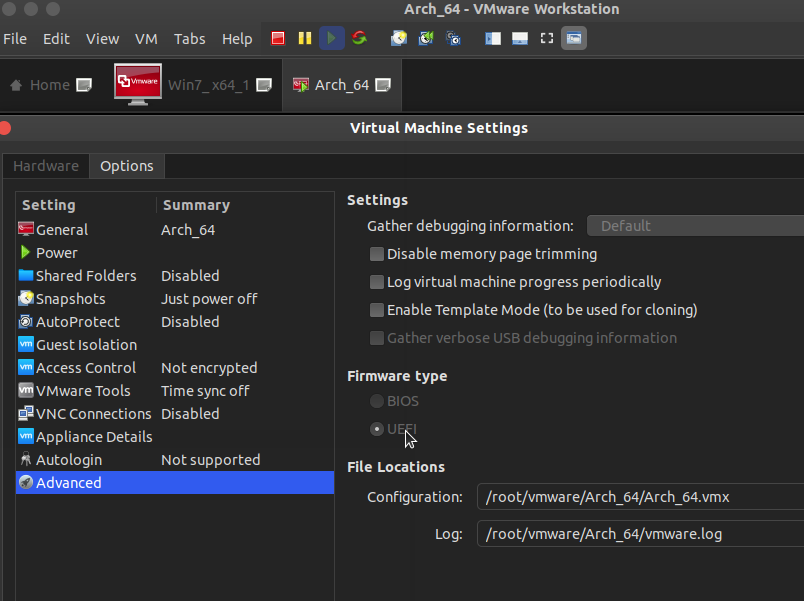 Arch_64 - VMware Workstation
File Edit View VM Tabs Help
Home Vmware Win7_x64_1 Arch_64
Virtual Machine Settings
Hardware Options
Setting Summary
General Arch_64
Power
Shared Folders Disabled
Snapshots Just power off
AutoProtect Disabled
vm Guest Isolation
vm Access Control Not encrypted
vm VMware Tools Time sync off
VNC Connections Disabled
vm Appliance Details
Autologin Not supported
Advanced
Settings
Gather debugging information: Default
Disable memory page trimming
Log virtual machine progress periodically
Enable Template Mode (to be used for cloning)
Gather verbose USB debugging information
Firmware type
BIOS
UEFI
File Locations
Configuration: /root/vmware/Arch_64/Arch_64.vmx
Log: /root/vmware/Arch_64/vmware.log